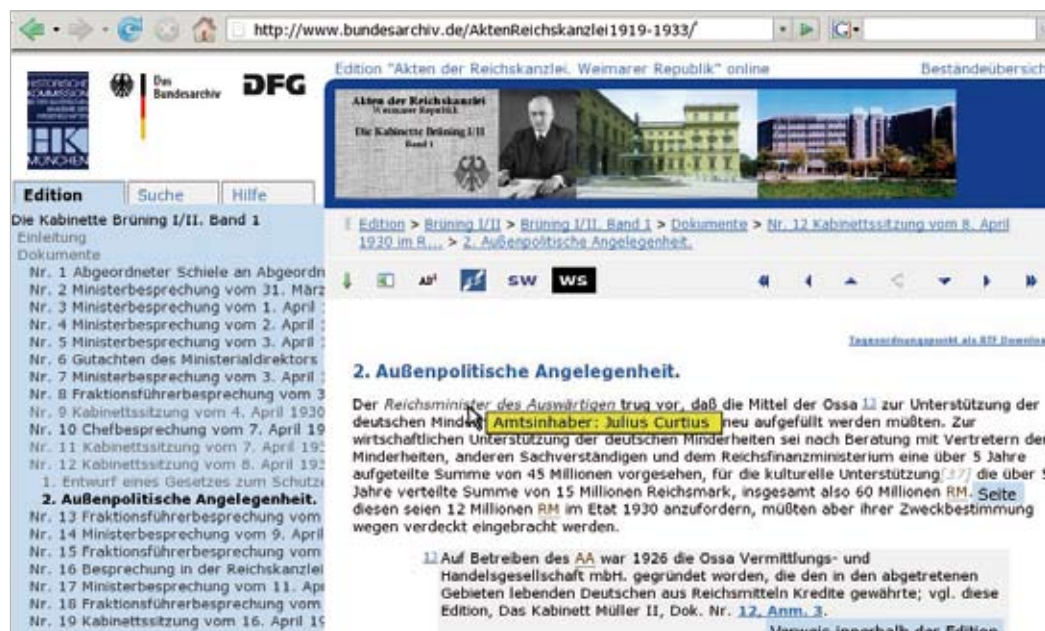 http://www.bundesarchiv.de/AktenReichskanzlei1919-1933/
HISTORISCHE
KOMMISSION
HK
MÜNCHEN
Das
Bundesarchiv
DFG
Edition "Akten der Reichskanzlei. Weimarer Republik" online
Beständeübersich
Akten der Reichskanzlei
Weimarer Republik
Die Kabinette Brüning I/II
Band 1
Edition
Suche
Hilfe
Die Kabinette Brüning I/II. Band 1
Einleitung
Dokumente
Nr. 1 Abgeordneter Schiele an Abgeordn
Nr. 2 Ministerbesprechung vom 31. März
Nr. 3 Ministerbesprechung vom 1. April
Nr. 4 Ministerbesprechung vom 2. April
Nr. 5 Ministerbesprechung vom 3. April
Nr. 6 Gutachten des Ministerialdirektors
Nr. 7 Ministerbesprechung vom 3. April
Nr. 8 Fraktionsführerbesprechung vom 3
Nr. 9 Kabinettssitzung vom 4. April 1930
Nr. 10 Chefbesprechung vom 7. April 19
Nr. 11 Kabinettssitzung vom 7. April 193
Nr. 12 Kabinettssitzung vom 8. April 193
1. Entwurf eines Gesetzes zum Schutze
2. Außenpolitische Angelegenheit.
Nr. 13 Fraktionsführerbesprechung vom
Nr. 14 Ministerbesprechung vom 9. April
Nr. 15 Fraktionsführerbesprechung vom
Nr. 16 Besprechung in der Reichskanzlei
Nr. 17 Ministerbesprechung vom 11. Apr
Nr. 18 Fraktionsführerbesprechung vom
Nr. 19 Kabinettssitzung vom 16. April 19
Edition > Brüning I/II > Brüning I/II. Band 1 > Dokumente > Nr. 12 Kabinettssitzung vom 8. April
1930 im R... > 2. Außenpolitische Angelegenheit.
SW WS
Tagesordnungspunkt als RTF Downloa
2. Außenpolitische Angelegenheit.
Der Reichsminister des Auswärtigen trug vor, daß die Mittel der Ossa 12 zur Unterstützung der
deutschen Minde Amtsinhaber: Julius Curtius neu aufgefüllt werden müßten. Zur
wirtschaftlichen Unterstützung der deutschen Minderheiten sei nach Beratung mit Vertretern der
Minderheiten, anderen Sachverständigen und dem Reichsfinanzministerium eine über 5 Jahre
aufgeteilte Summe von 45 Millionen vorgesehen, für die kulturelle Unterstützung [37] die über 5
Jahre verteilte Summe von 15 Millionen Reichsmark, insgesamt also 60 Millionen RM. Seite
diesen seien 12 Millionen RM im Etat 1930 anzufordern, müßten aber ihrer Zweckbestimmung
wegen verdeckt eingebracht werden.
12 Auf Betreiben des AA war 1926 die Ossa Vermittlungs- und
Handelsgesellschaft mbH. gegründet worden, die den in den abgetretenen
Gebieten lebenden Deutschen aus Reichsmitteln Kredite gewährte; vgl. diese
Edition, Das Kabinett Müller II, Dok. Nr. 12, Anm. 3.
Verweis innerhalb der Edition